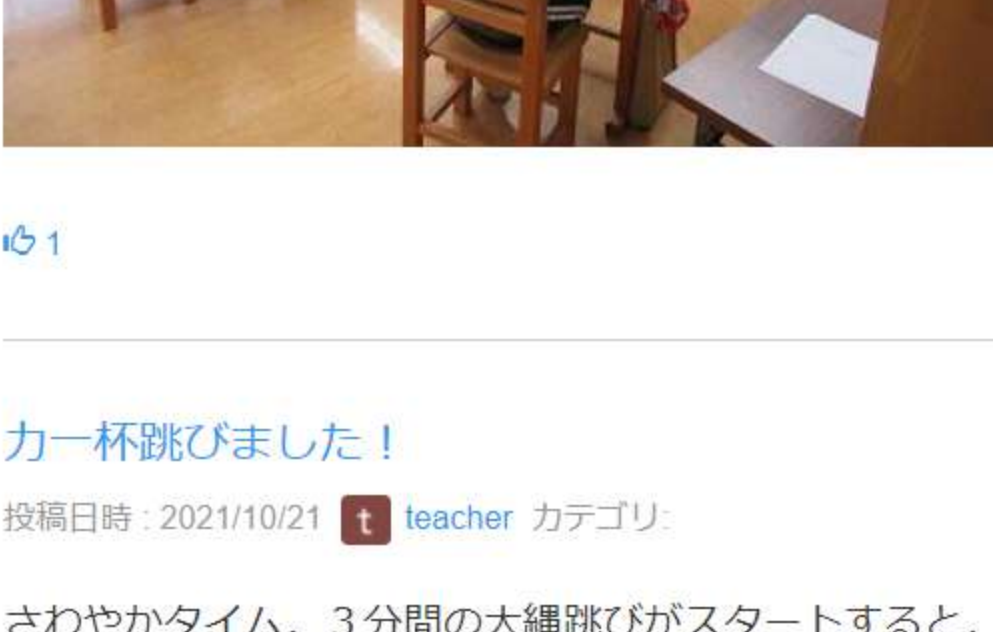 1
力一杯跳びました！
投稿日時 : 2021/10/21 t teacher カテゴリ:
さわやかタイム、３分間の大縄跳びがスタートすると、